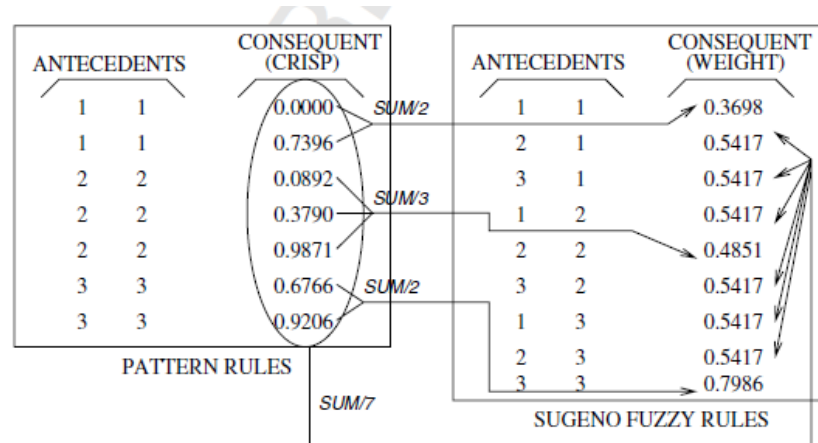 CONSEQUENT
(CRISP)
ANTECEDENTS
1 1 0.0000
1 1 0.7396
2 2 0.0892
2 2 0.3790
2 2 0.9871
3 3 0.6766
3 3 0.9206
PATTERN RULES
SUM/2
SUM/3
SUM/2
SUM/7
CONSEQUENT
(WEIGHT)
ANTECEDENTS
1 1 0.3698
2 1 0.5417
3 1 0.5417
1 2 0.5417
2 2 0.4851
3 2 0.5417
1 3 0.5417
2 3 0.5417
3 3 0.7986
SUGENO FUZZY RULES